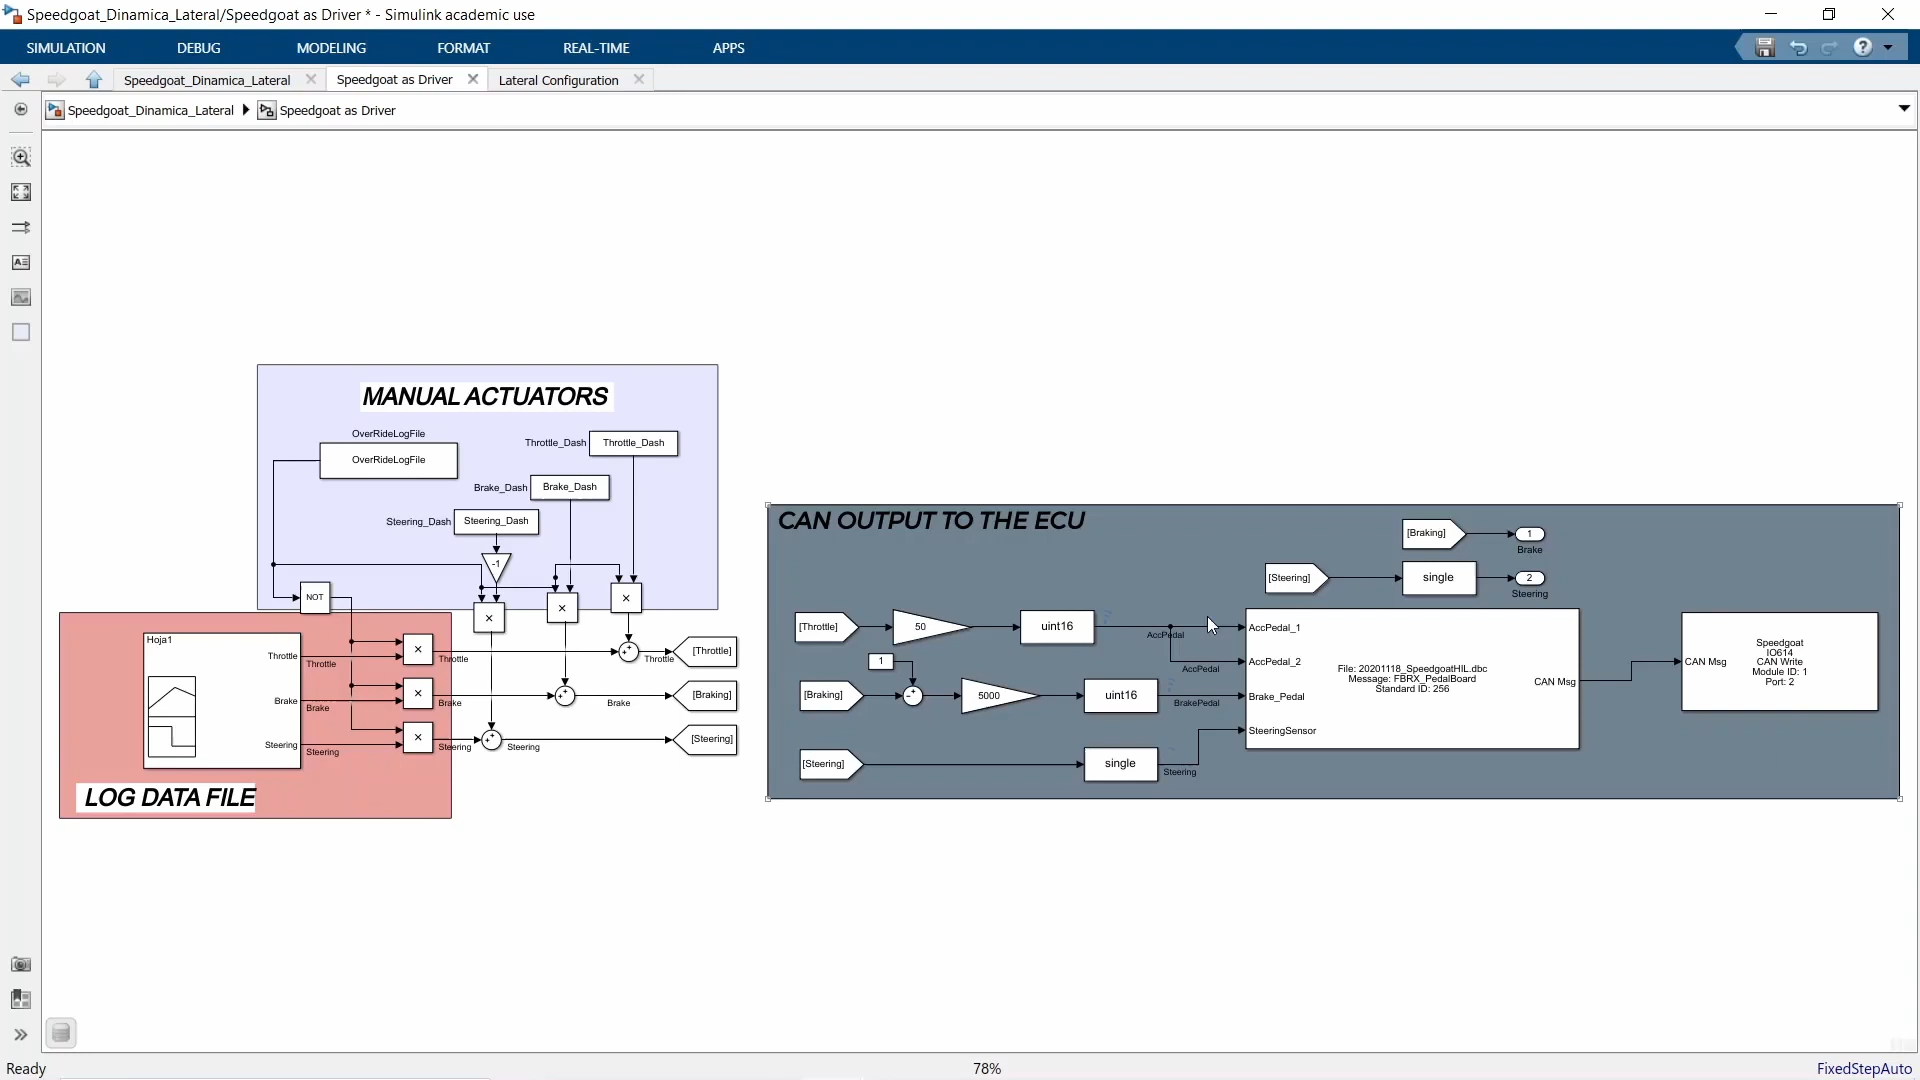 Speedgoat_Dinamica_Lateral/Speedgoat as Driver * - Simulink academic use
SIMULATION DEBUG MODELING FORMAT REAL-TIME APPS
Speedgoat_Dinamica_Lateral Speedgoat as Driver Lateral Configuration
Speedgoat_Dinamica_Lateral Speedgoat as Driver
MANUAL ACTUATORS
OverRideLogFile
OverRideLogFile
Throttle_Dash Throttle_Dash
Brake_Dash Brake_Dash
Steering_Dash Steering_Dash
-1
NOT
Hoja1
Throttle Throttle Throttle Throttle [Throttle]
Brake Brake Brake Brake [Braking]
Steering Steering Steering Steering [Steering]
LOG DATA FILE
CAN OUTPUT TO THE ECU
[Braking] 1
Brake
[Steering] single 2
Steering
[Throttle] 50 uint16 AccPedal AccPedal_1
1 AccPedal AccPedal_2
[Braking] 5000 uint16 BrakePedal Brake_Pedal
[Steering] single Steering SteeringSensor
File: 20201118_SpeedgoatHIL.dbc
Message: FBRX_PedalBoard
Standard ID: 256
CAN Msg
CAN Msg
Speedgoat
IO614
CAN Write
Module ID: 1
Port: 2
Ready 78% FixedStepAuto